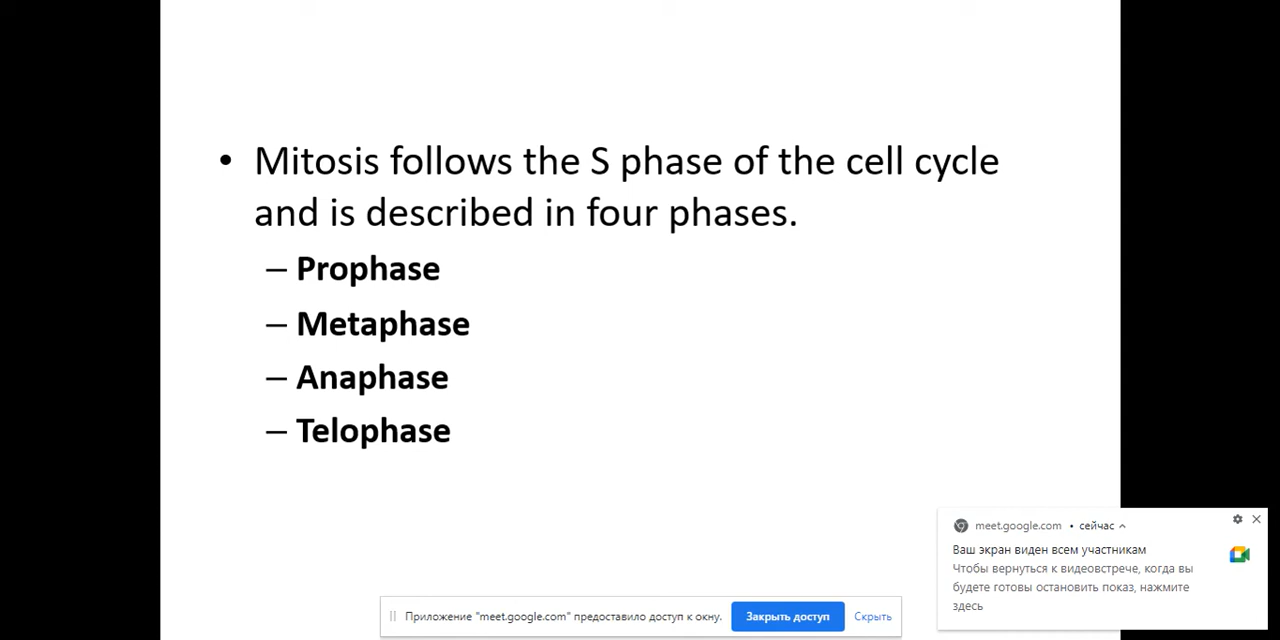 • Mitosis follows the S phase of the cell cycle
and is described in four phases.
– Prophase
– Metaphase
– Anaphase
– Telophase
meet.google.com • сейчас
Ваш экран виден всем участникам
Чтобы вернуться к видеовстрече, когда вы
будете готовы остановить показ, нажмите
здесь
Приложение "meet.google.com" предоставило доступ к окну. Закрыть доступ Скрыть